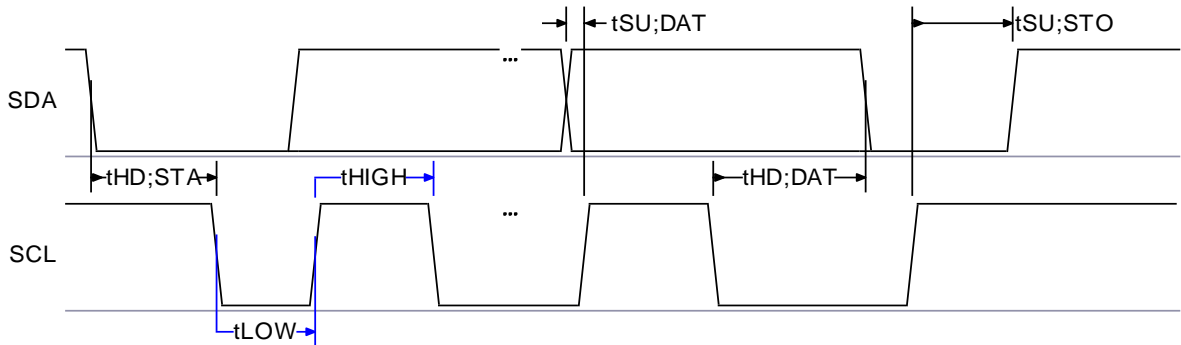 tSU;DAT
tSU;STO
...
SDA
tHD;STA
tHIGH
tHD;DAT
...
SCL
tLOW